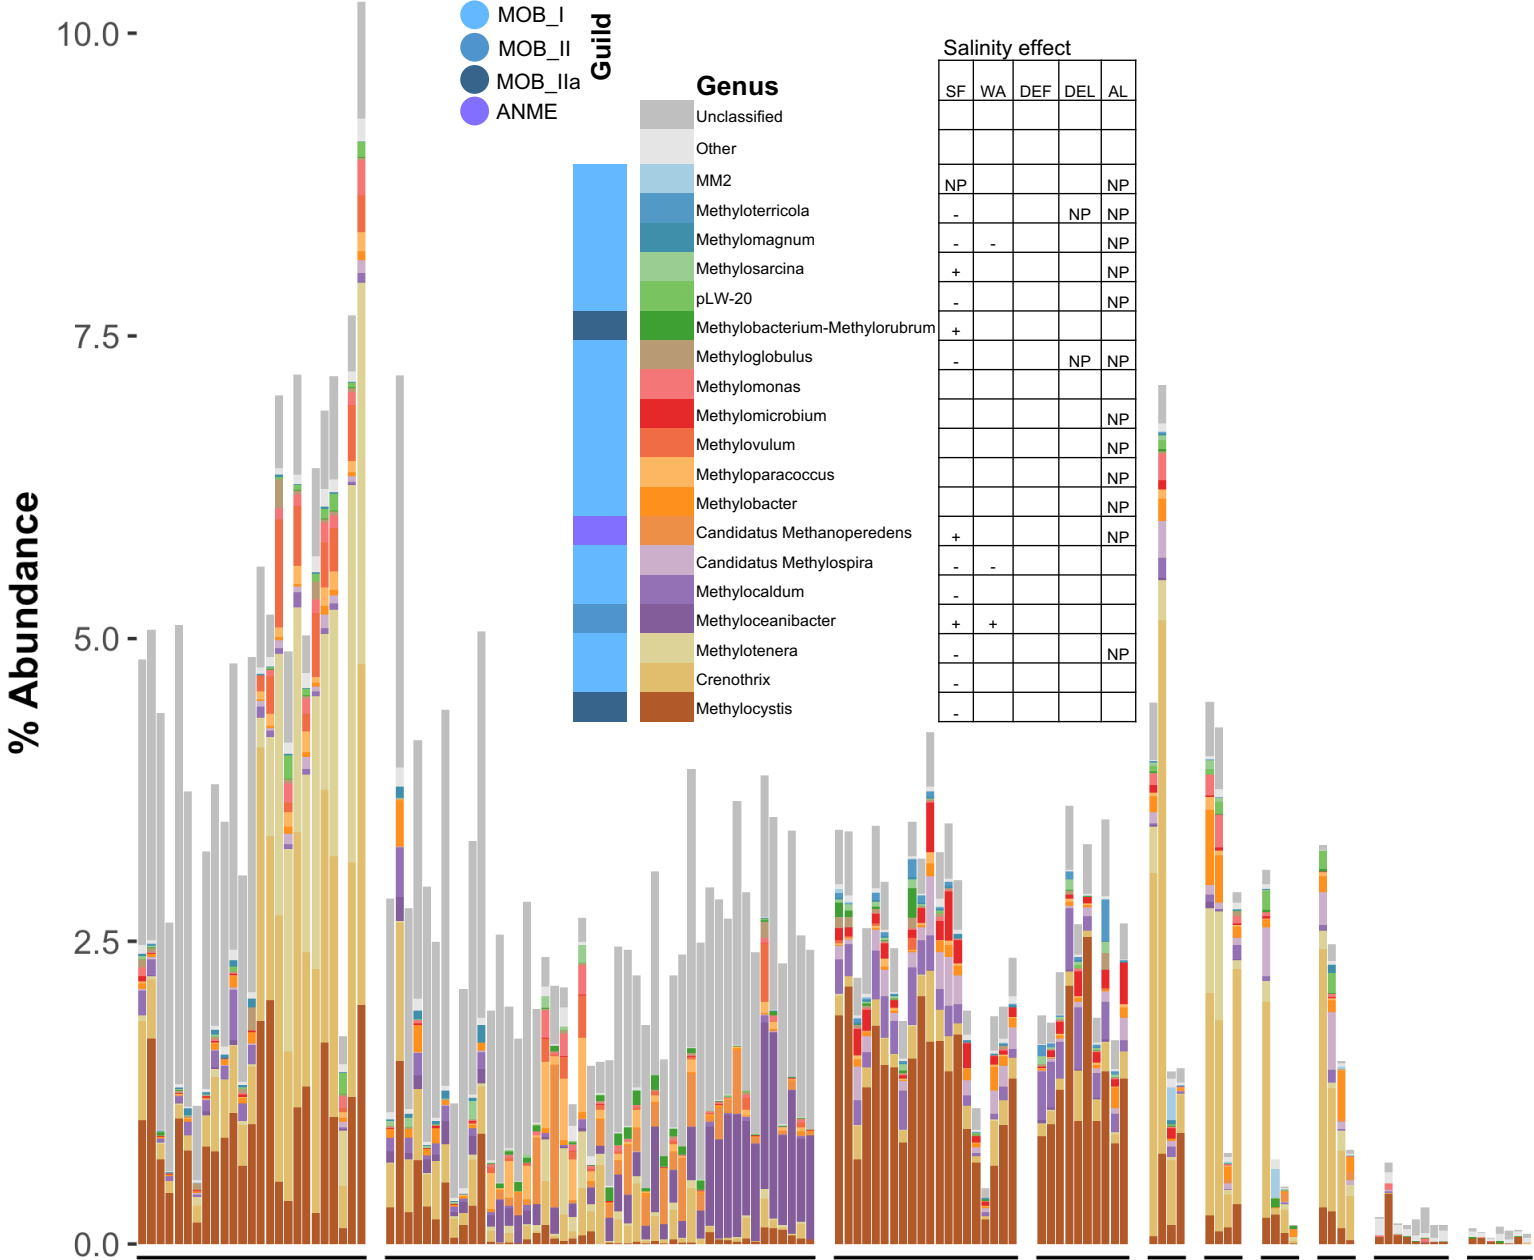 10.0
7.5
5.0
2.5
0.0
% Abundance
MOB_I
MOB_II
MOB_IIa
ANME
Guild
Genus
Salinity effect
SF WA DEF DEL AL
Unclassified
Other
MM2 NP NP
Methyloterricola - NP NP
Methylomagnum - - NP
Methylosarcina + NP
pLW-20 - NP
Methylobacterium-Methylorubrum +
Methyloglobulus - NP NP
Methylomonas
Methylomicrobium NP
Methylovulum NP
Methyloparacoccus NP
Methylobacter NP
Candidatus Methanoperedens + NP
Candidatus Methylospira - -
Methylocaldum -
Methyloceanibacter + +
Methylotenera - NP
Crenothrix -
Methylocystis -